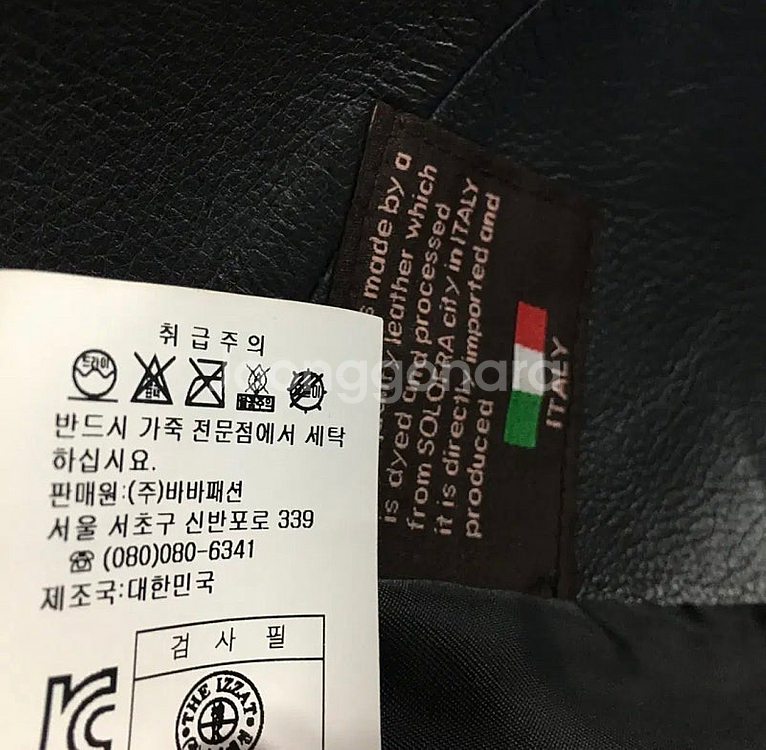 취급주의
드라이
반드시 가죽 전문점에서 세탁
하십시요.
판매원:(주)바바패션
서울 서초구 신반포로 339
☏ (080)080-6341
제조국:대한민국
검 사 필
THE IZZAT
made by a
leather which
is dyed and processed
from SOLOFRA city in ITALY
it is directly imported and
produced
ITALY
joonggonara